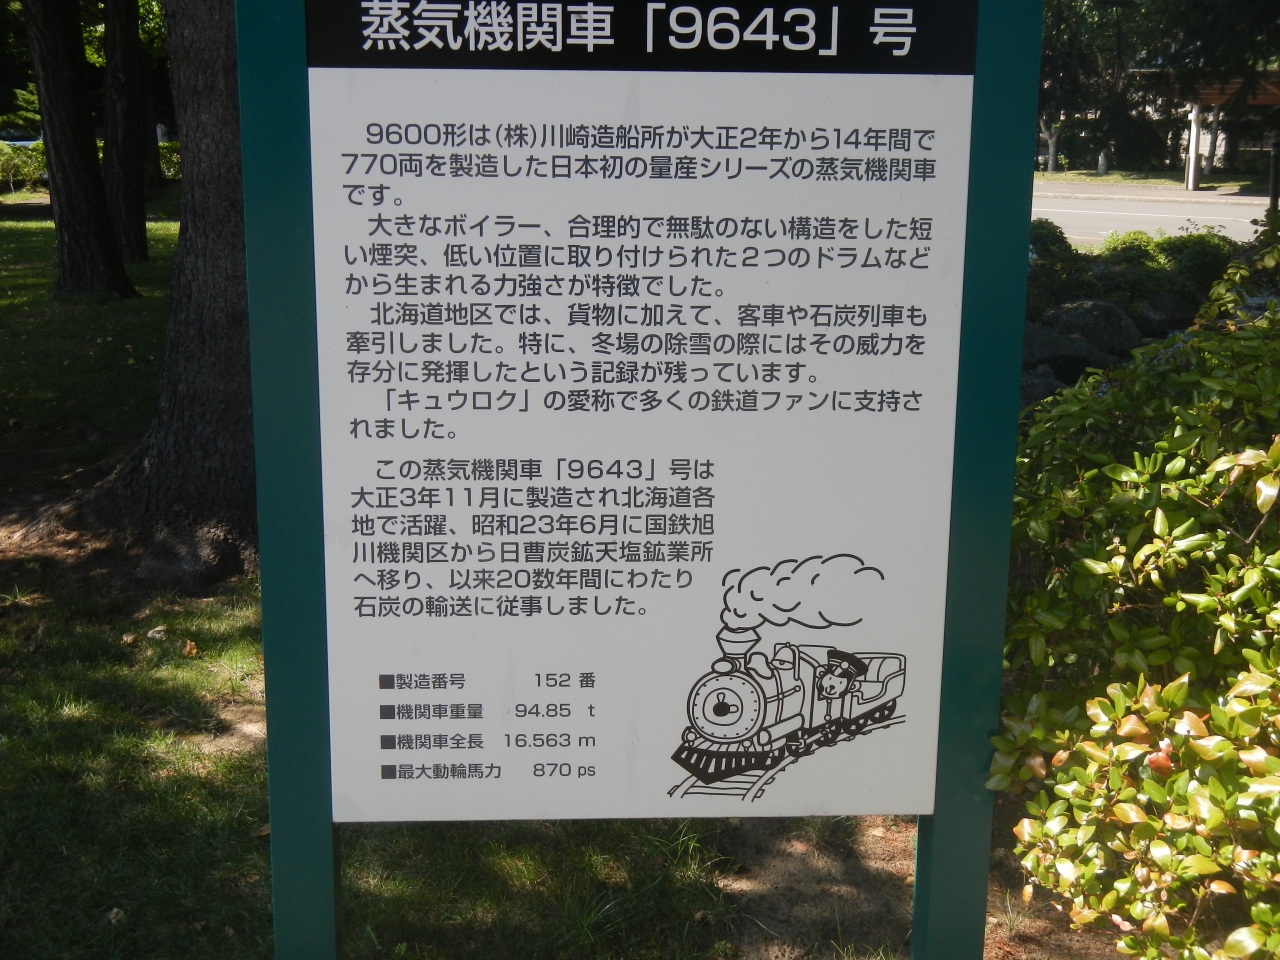 蒸気機関車「9643」号
9600形は(株)川崎造船所が大正2年から14年間で
770両を製造した日本初の量産シリーズの蒸気機関車
です。
大きなボイラー、合理的で無駄のない構造をした短
い煙突、低い位置に取り付けられた2つのドラムなど
から生まれる力強さが特徴でした。
北海道地区では、貨物に加えて、客車や石炭列車も
牽引しました。特に、冬場の除雪の際にはその威力を
存分に発揮したという記録が残っています。
「キュウロク」の愛称で多くの鉄道ファンに支持さ
れました。
この蒸気機関車「9643」号は
大正3年11月に製造され北海道各
地で活躍、昭和23年6月に国鉄旭
川機関区から日曹炭鉱天塩鉱業所
へ移り、以来20数年間にわたり
石炭の輸送に従事しました。
■製造番号 152 番
■機関車重量 94.85 t
■機関車全長 16.563 m
■最大動輪馬力 870 ps